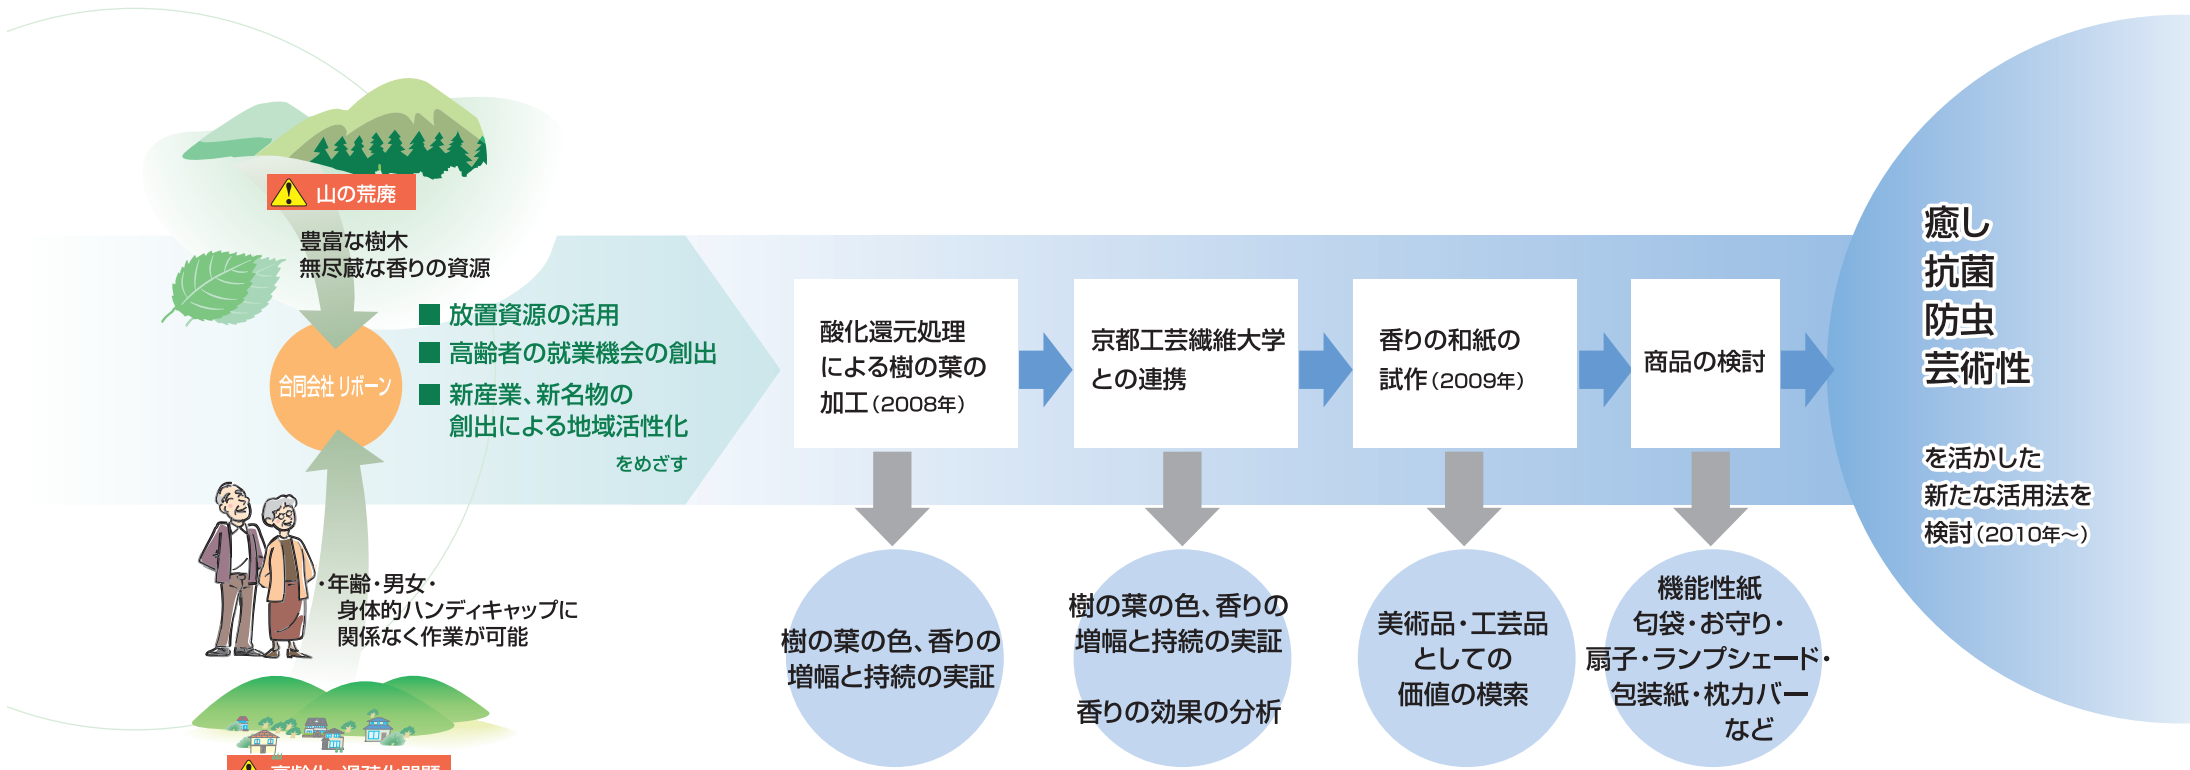 山の荒廃
豊富な樹木
無尽蔵な香りの資源
合同会社 リボーン
■ 放置資源の活用
■ 高齢者の就業機会の創出
■ 新産業、新名物の
創出による地域活性化
をめざす
・年齢・男女・
身体的ハンディキャップに
関係なく作業が可能
酸化還元処理
による樹の葉の
加工（2008年）
京都工芸繊維大学
との連携
香りの和紙の
試作（2009年）
商品の検討
樹の葉の色、香りの
増幅と持続の実証
樹の葉の色、香りの
増幅と持続の実証
香りの効果の分析
美術品・工芸品
としての
価値の模索
機能性紙
匂袋・お守り・
扇子・ランプシェード・
包装紙・枕カバー
など
癒し
抗菌
防虫
芸術性
を活かした
新たな活用法を
検討（2010年～）